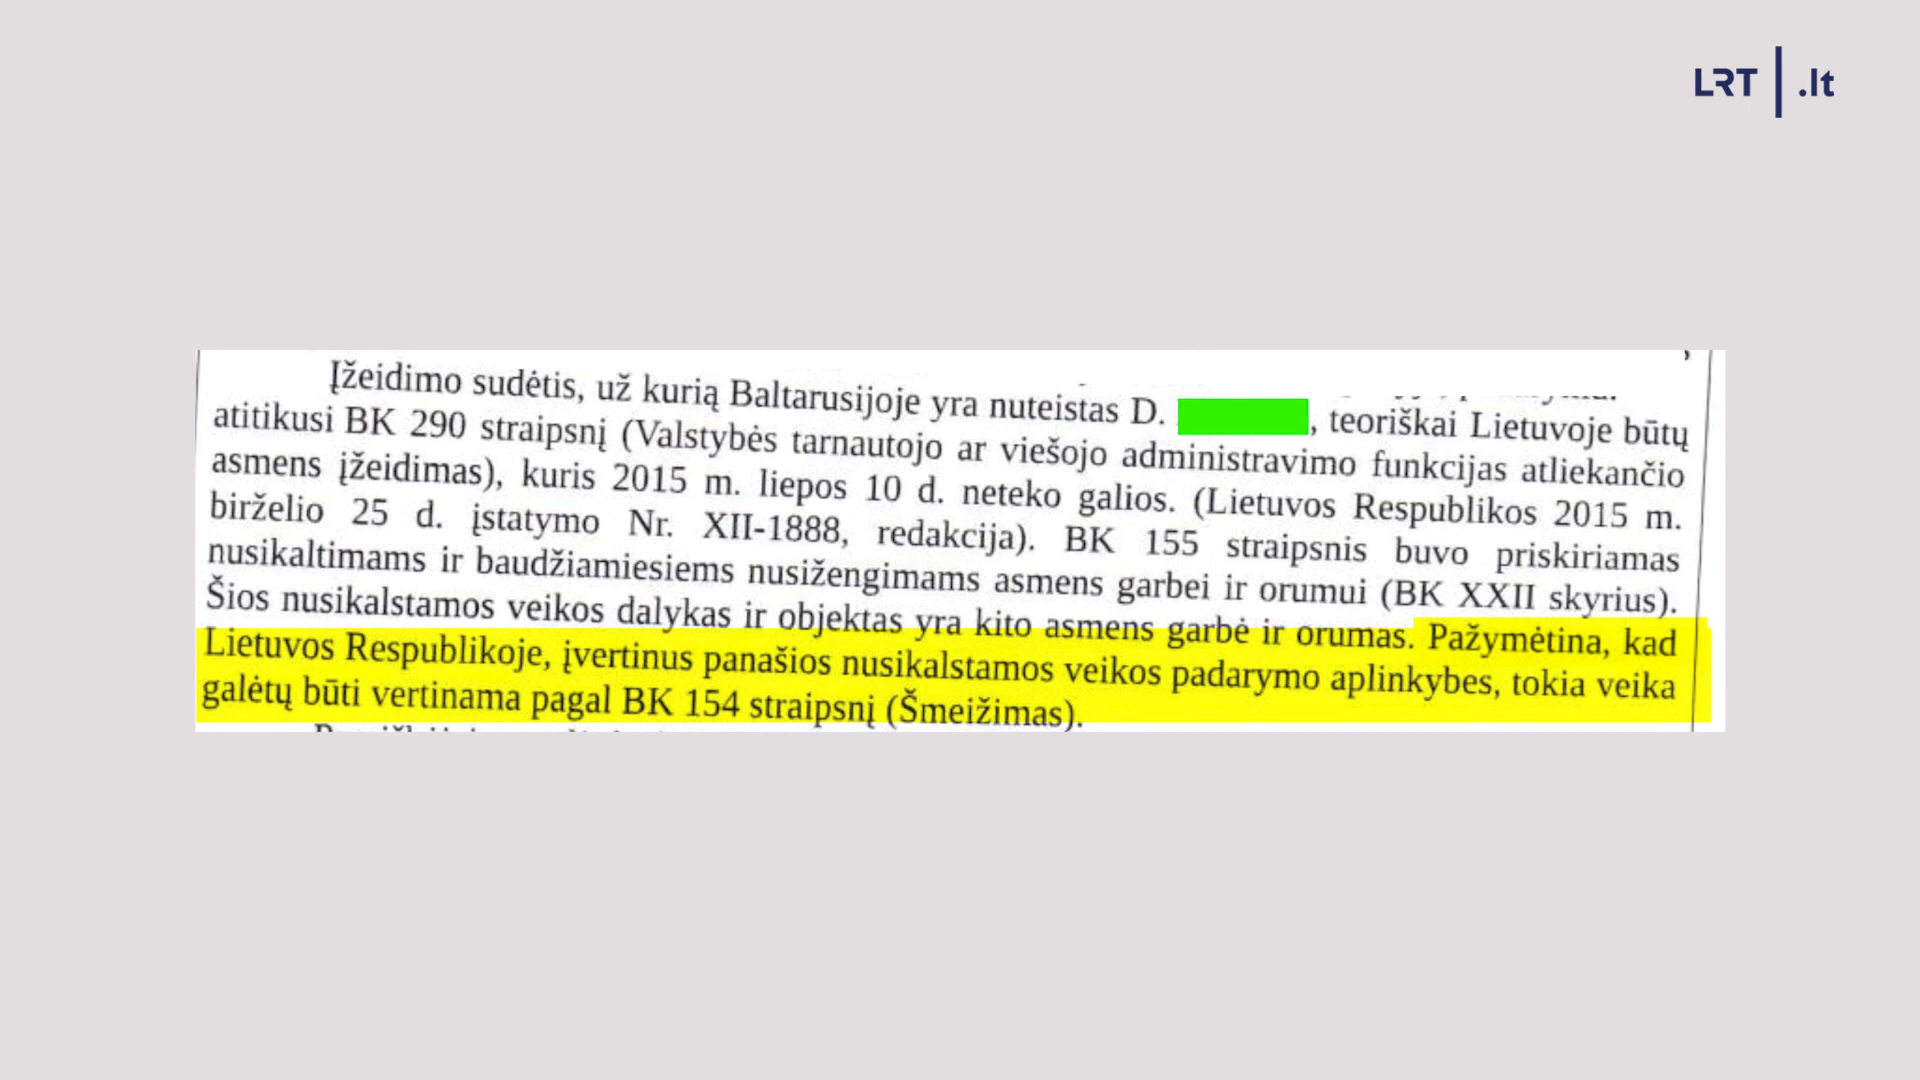 LRT .lt
Įžeidimo sudėtis, už kurią Baltarusijoje yra nuteistas D. , teoriškai Lietuvoje būtų
atitikusi BK 290 straipsnį (Valstybės tarnautojo ar viešojo administravimo funkcijas atliekančio
asmens įžeidimas), kuris 2015 m. liepos 10 d. neteko galios. (Lietuvos Respublikos 2015 m.
birželio 25 d. įstatymo Nr. XII-1888, redakcija). BK 155 straipsnis buvo priskiriamas
nusikaltimams ir baudžiamiesiems nusižengimams asmens garbei ir orumui (BK XXII skyrius).
Šios nusikalstamos veikos dalykas ir objektas yra kito asmens garbė ir orumas. Pažymėtina, kad
Lietuvos Respublikoje, įvertinus panašios nusikalstamos veikos padarymo aplinkybes, tokia veika
galėtų būti vertinama pagal BK 154 straipsnį (Šmeižimas).